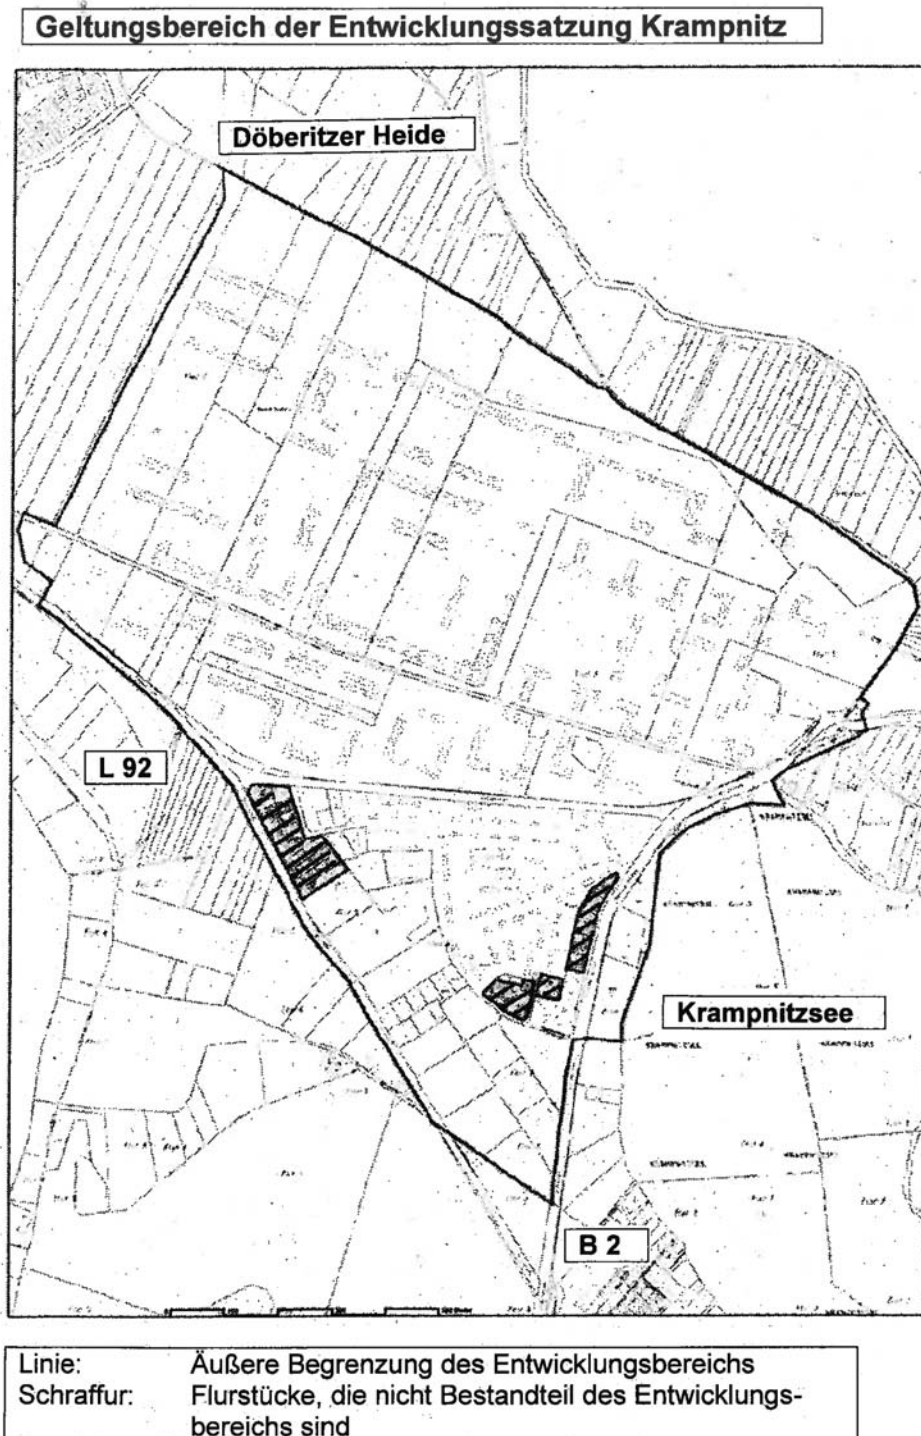 Geltungsbereich der Entwicklungssatzung Krampnitz
Döberitzer Heide
L 92
Krampnitzsee
B 2
Linie: Äußere Begrenzung des Entwicklungsbereichs
Schraffur: Flurstücke, die nicht Bestandteil des Entwicklungs-
bereichs sind